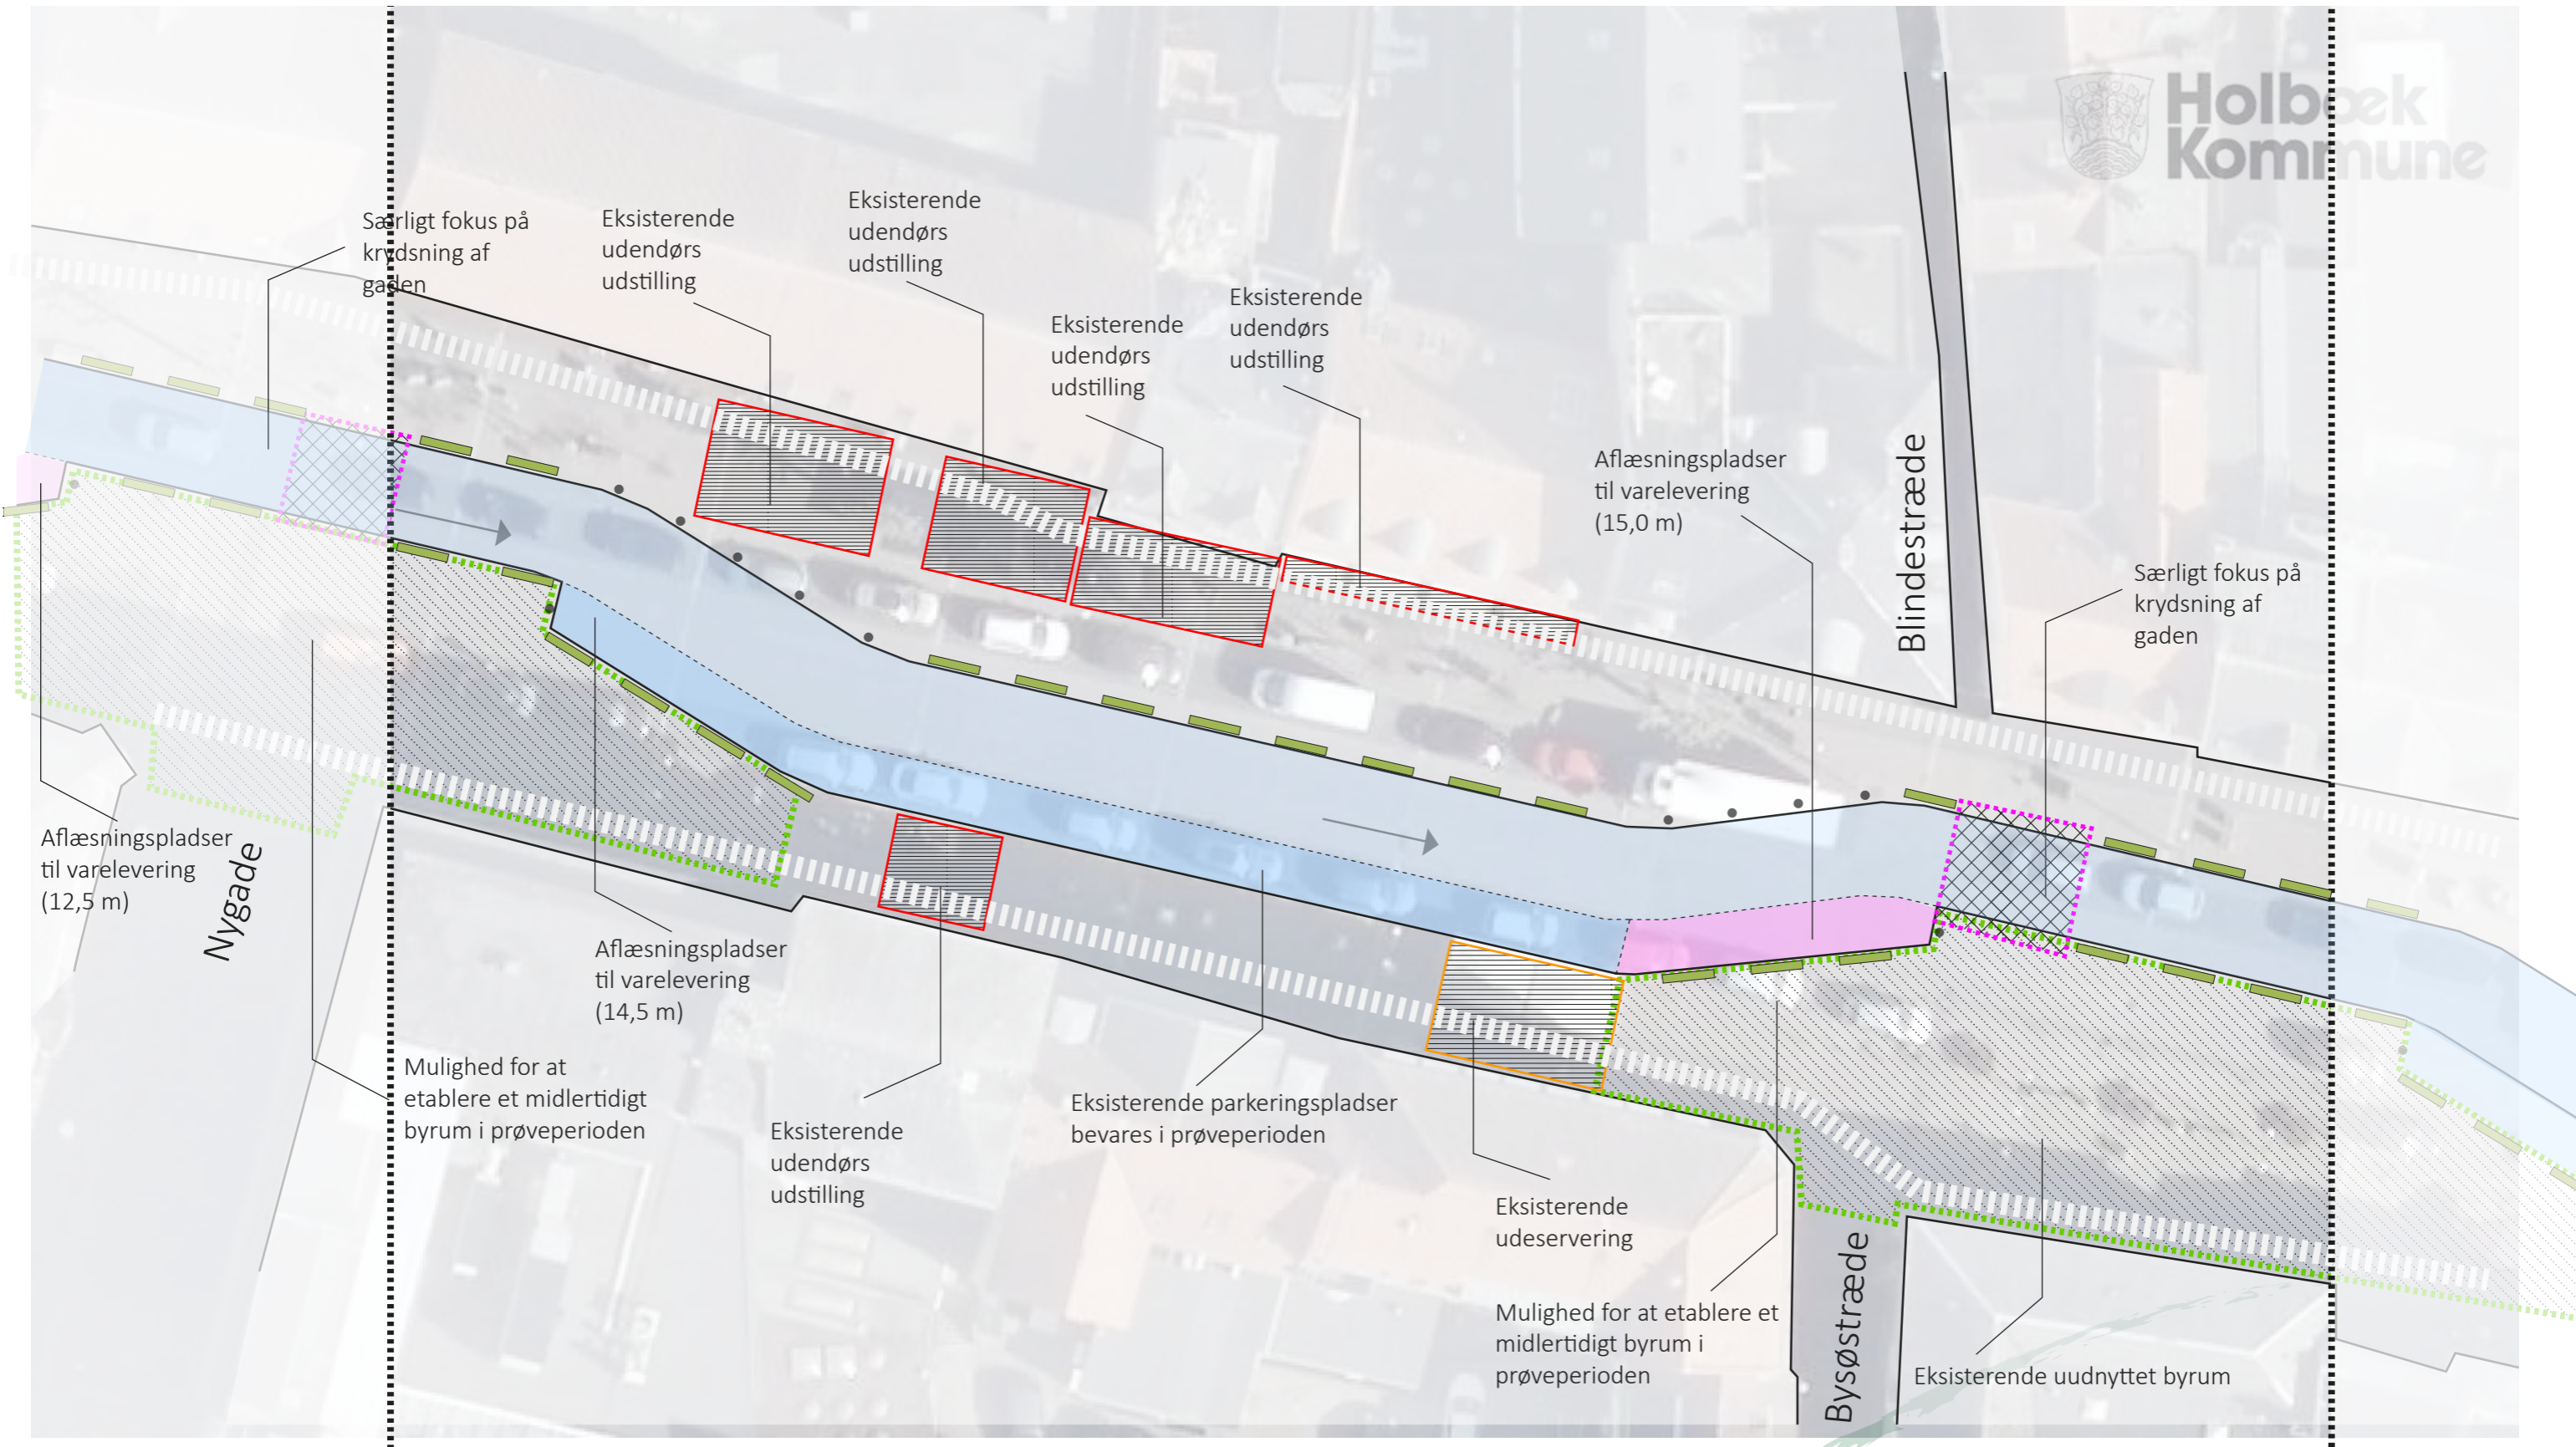 Holbæk
Kommune
Særligt fokus på
krydsning af
gaden
Eksisterende
udendørs
udstilling
Eksisterende
udendørs
udstilling
Eksisterende
udendørs
udstilling
Eksisterende
udendørs
udstilling
Aflæsningspladser
til varelevering
(15,0 m)
Blindestræde
Særligt fokus på
krydsning af
gaden
Aflæsningspladser
til varelevering
(12,5 m)
Nygade
Aflæsningspladser
til varelevering
(14,5 m)
Mulighed for at
etablere et midlertidigt
byrum i prøveperioden
Eksisterende
udendørs
udstilling
Eksisterende parkeringspladser
bevares i prøveperioden
Eksisterende
udeservering
Mulighed for at etablere et
midlertidigt byrum i
prøveperioden
Bysøstræde
Eksisterende uudnyttet byrum